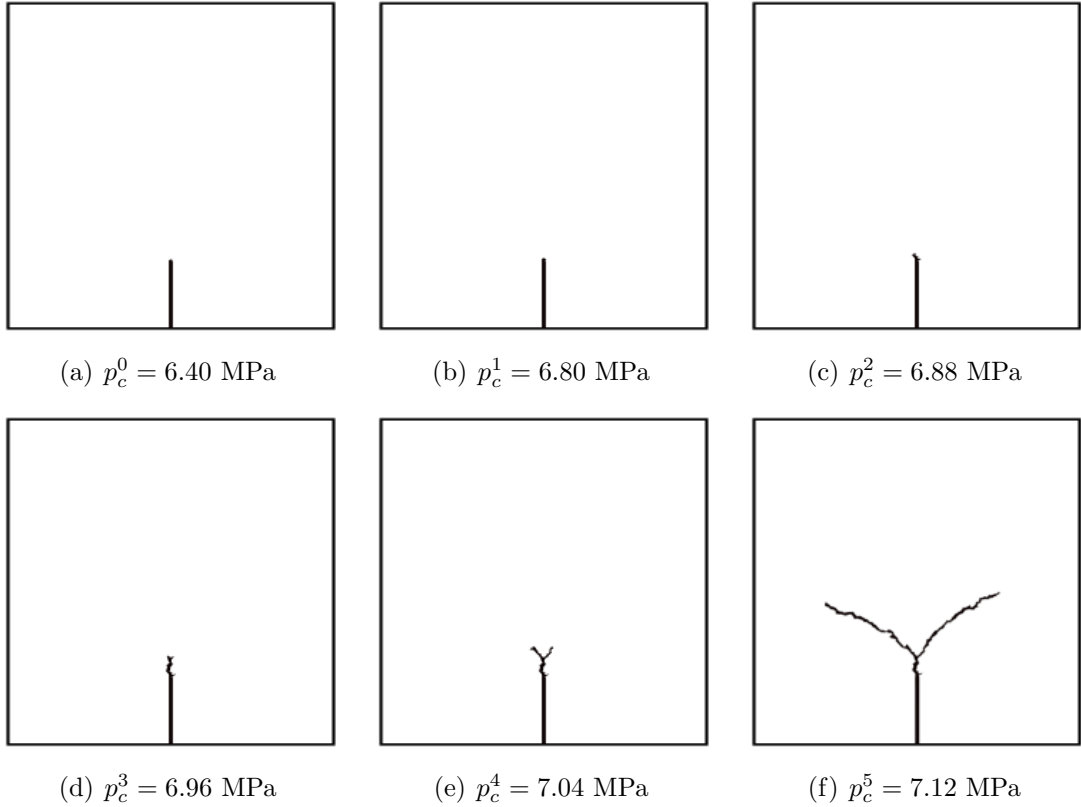 (a) $p_c^0 = 6.40$ MPa
(b) $p_c^1 = 6.80$ MPa
(c) $p_c^2 = 6.88$ MPa
(d) $p_c^3 = 6.96$ MPa
(e) $p_c^4 = 7.04$ MPa
(f) $p_c^5 = 7.12$ MPa